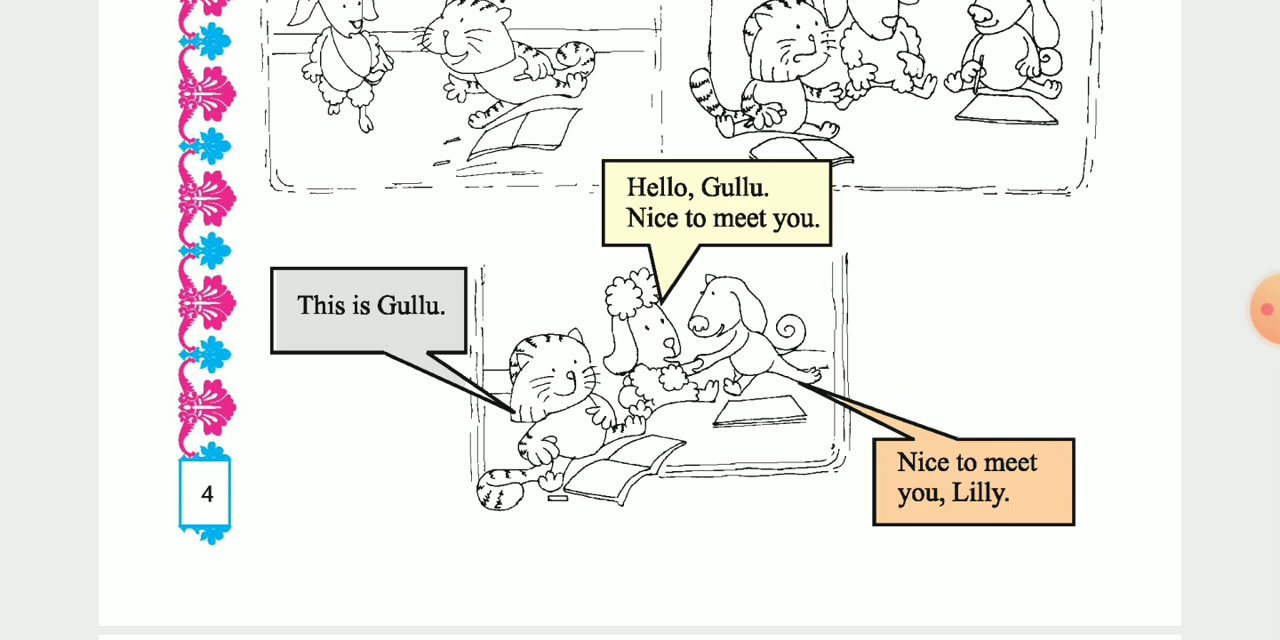 Hello, Gullu.
Nice to meet you.
This is Gullu.
Nice to meet
you, Lilly.
4